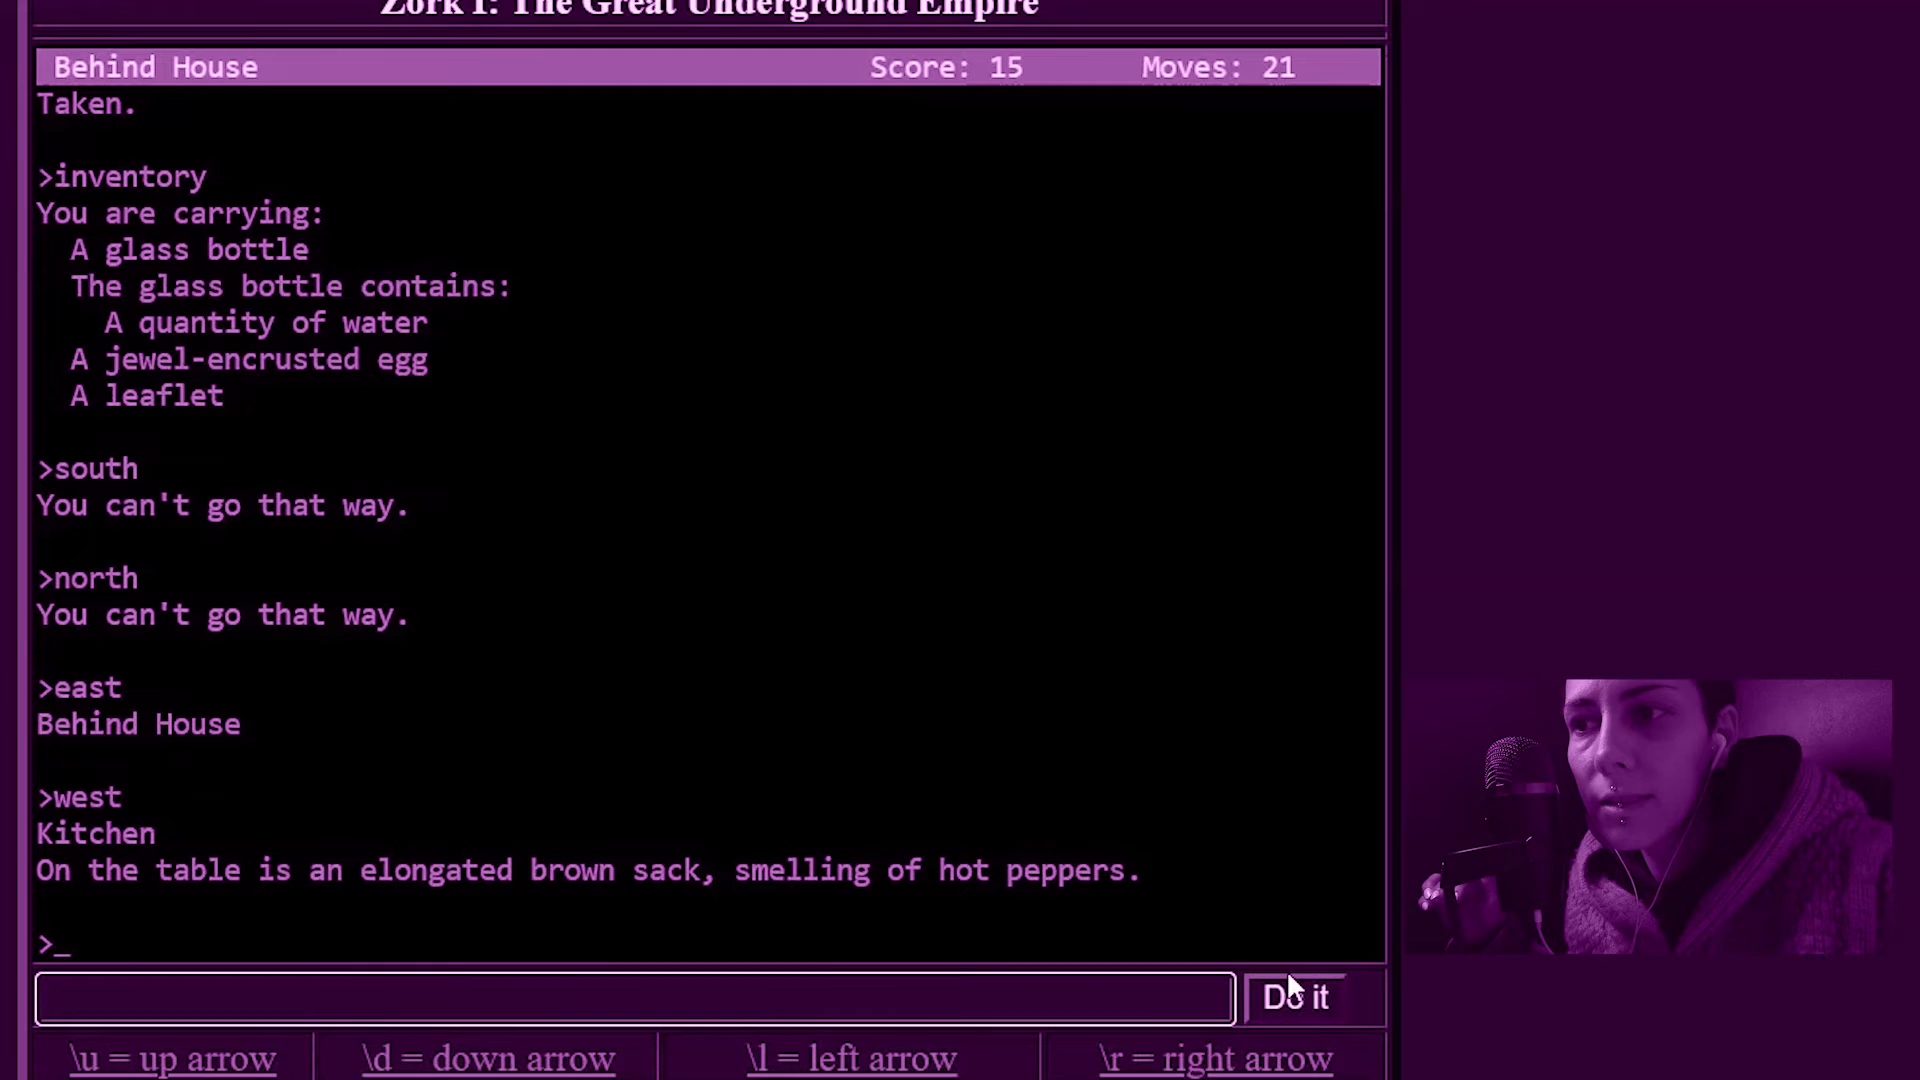 Zork I: The Great Underground Empire
Behind House Score: 15 Moves: 21
Taken.
>inventory
You are carrying:
A glass bottle
The glass bottle contains:
A quantity of water
A jewel-encrusted egg
A leaflet
>south
You can't go that way.
>north
You can't go that way.
>east
Behind House
>west
Kitchen
On the table is an elongated brown sack, smelling of hot peppers.
>_
Do it
\u = up arrow \d = down arrow \l = left arrow \r = right arrow